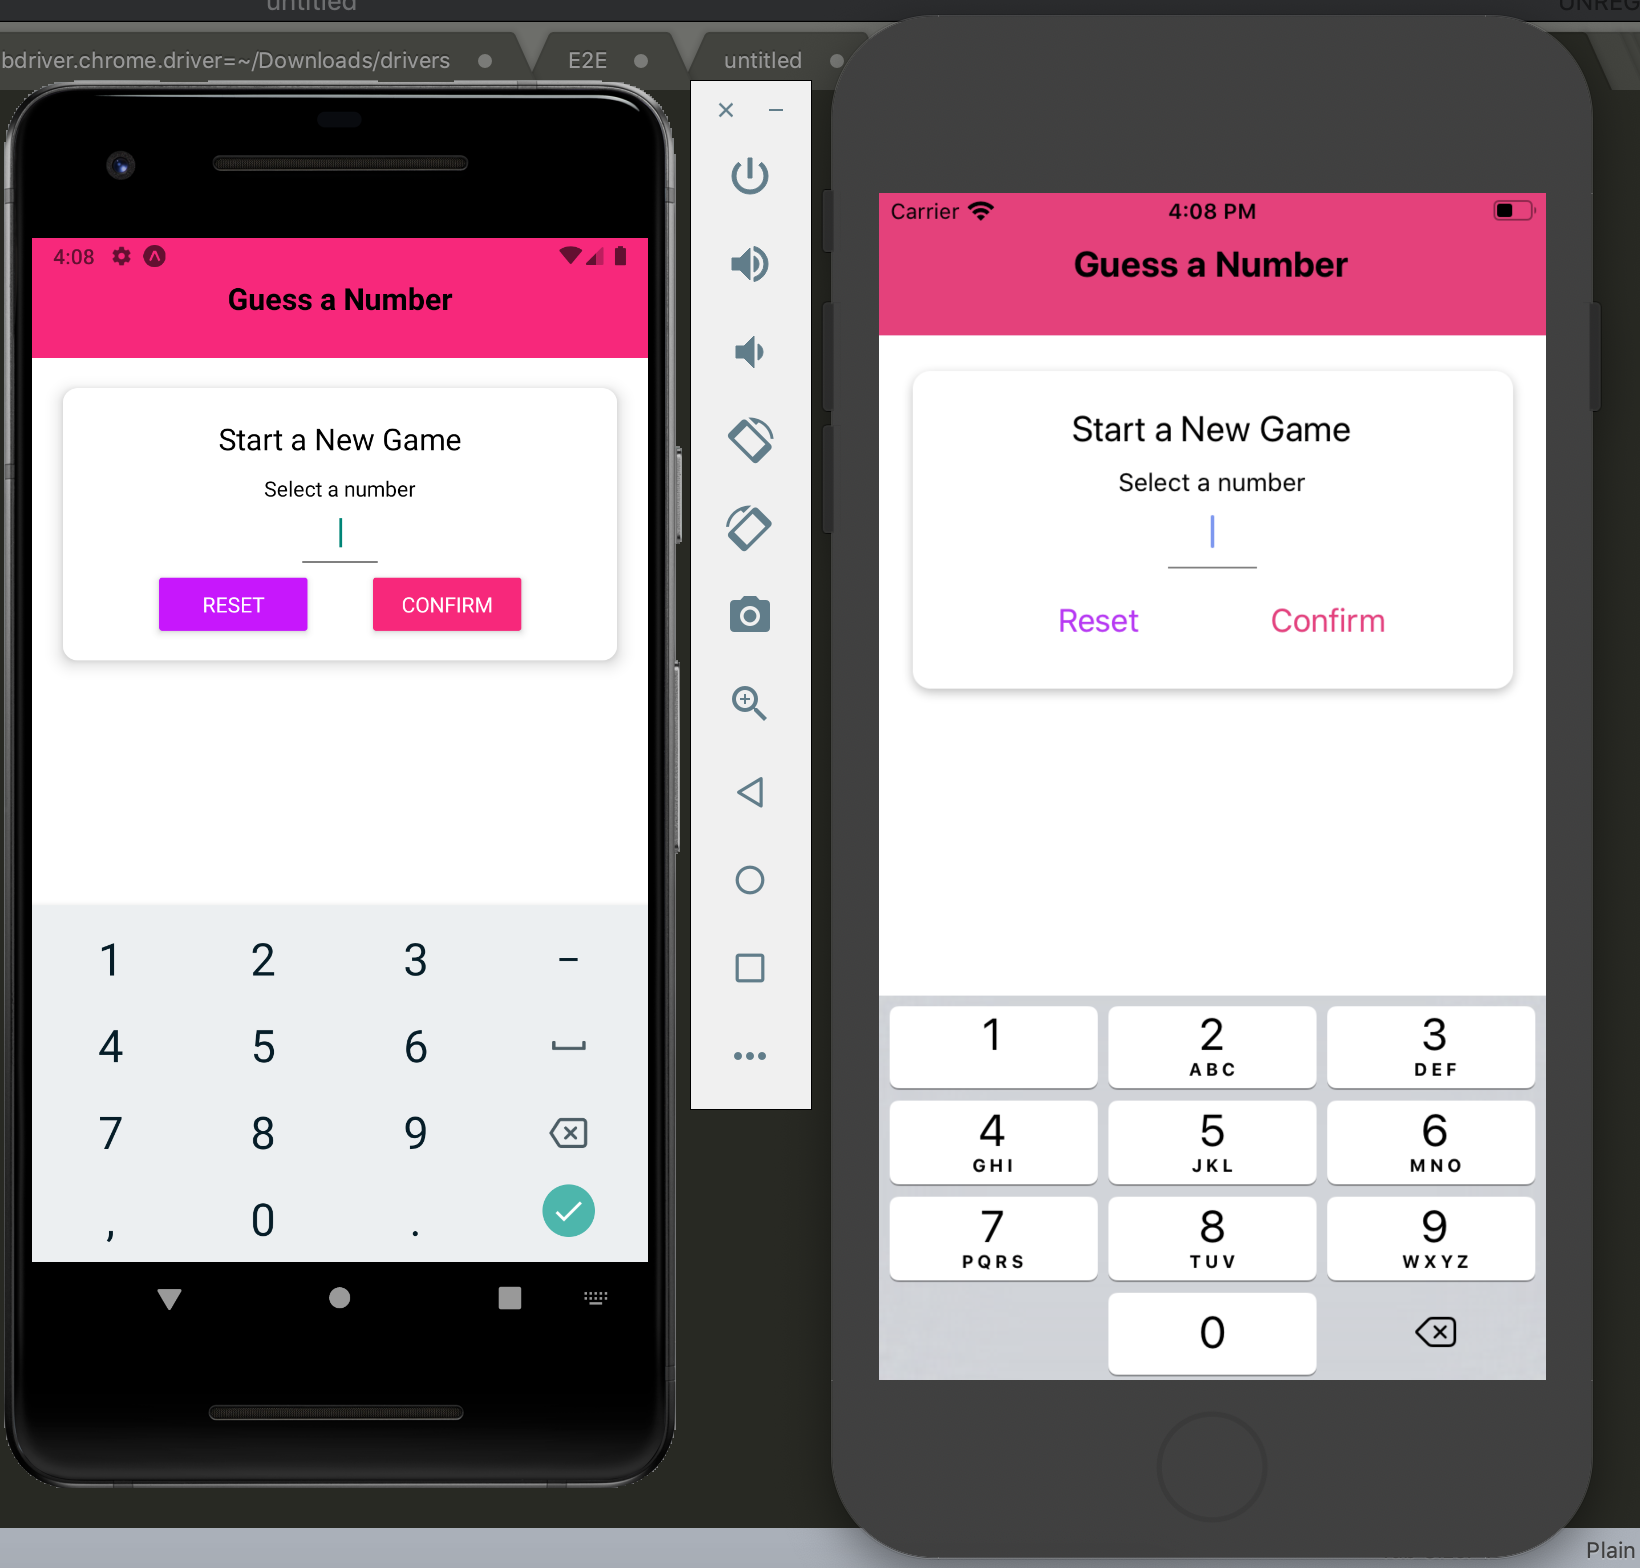 untitled
UNREG
bdriver.chrome.driver=~/Downloads/drivers
E2E
untitled
4:08
Guess a Number
Start a New Game
Select a number
RESET
CONFIRM
1 2 3 –
4 5 6
7 8 9
, 0 .
Carrier
4:08 PM
Guess a Number
Start a New Game
Select a number
Reset
Confirm
1 2 3
ABC DEF
4 5 6
GHI JKL MNO
7 8 9
PQRS TUV WXYZ
0
Plain